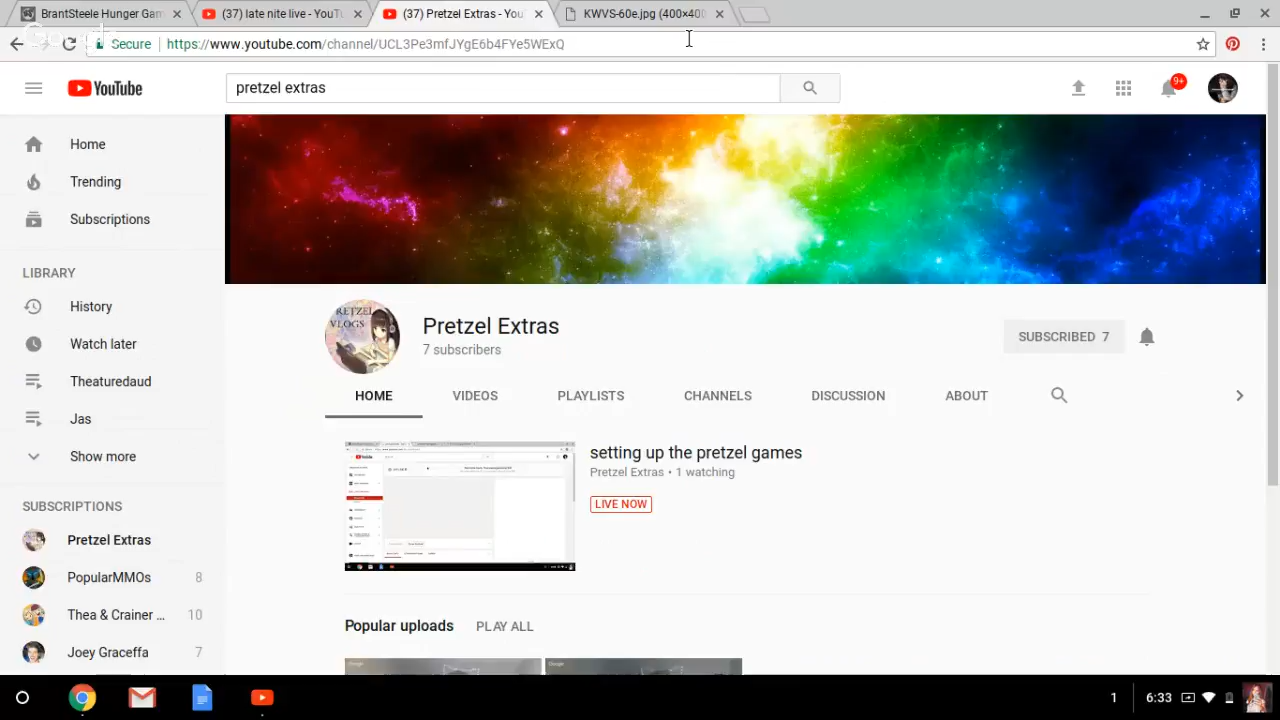 BrantSteele Hunger Gam
(37) late nite live - YouTu
(37) Pretzel Extras - You
KWVS-60e.jpg (400×400
Secure
https://www.youtube.com/channel/UCL3Pe3mfJYgE6b4FYe5WExQ
YouTube
pretzel extras
9+
Home
Trending
Subscriptions
LIBRARY
History
Watch later
Theaturedaud
Jas
Show more
SUBSCRIPTIONS
Pretzel Extras
PopularMMOs 8
Thea & Crainer ... 10
Joey Graceffa 7
RETZEL
VLOGS
Pretzel Extras
7 subscribers
SUBSCRIBED 7
HOME VIDEOS PLAYLISTS CHANNELS DISCUSSION ABOUT
setting up the pretzel games
Pretzel Extras • 1 watching
LIVE NOW
Popular uploads PLAY ALL
1
6:33